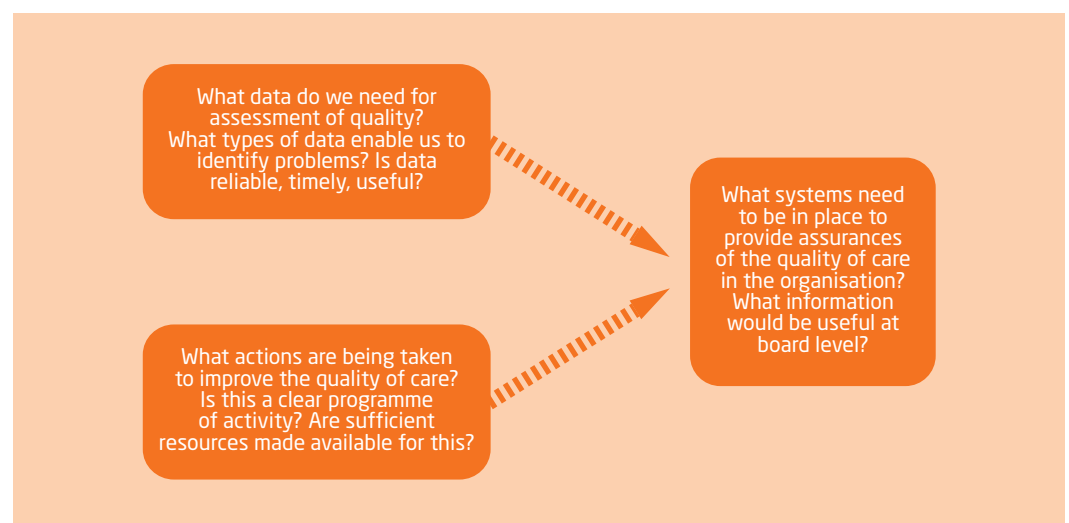 What data do we need for
assessment of quality?
What types of data enable us to
identify problems? Is data
reliable, timely, useful?
What actions are being taken
to improve the quality of care?
Is this a clear programme
of activity? Are sufficient
resources made available for this?
What systems need
to be in place to
provide assurances
of the quality of care
in the organisation?
What information
would be useful at
board level?